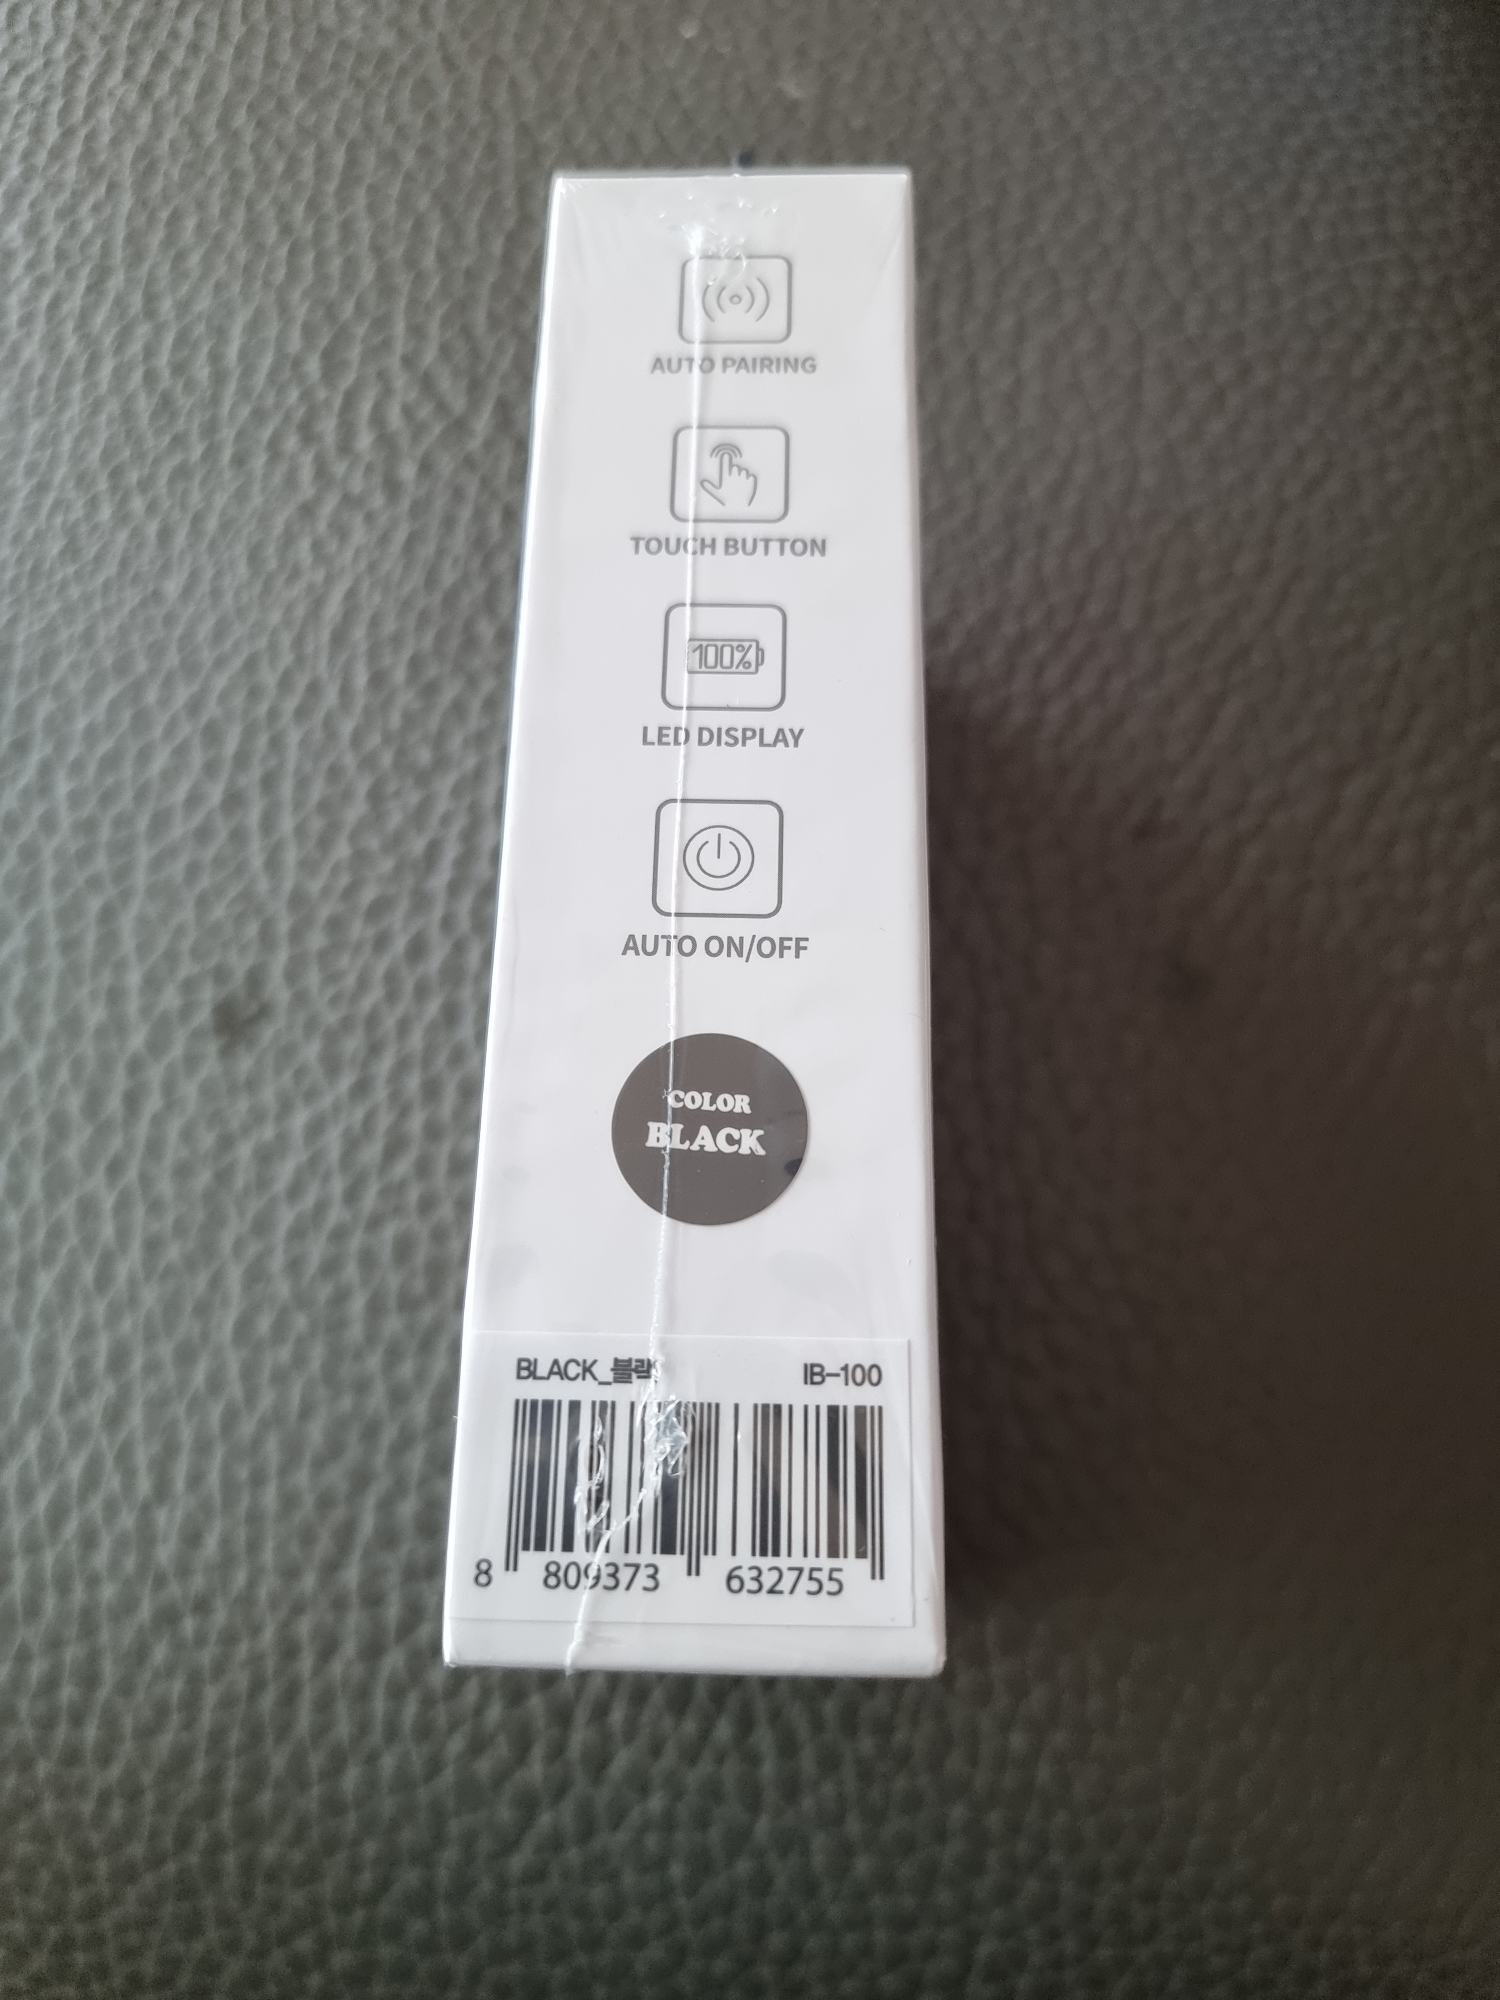 AUTO PAIRING
TOUCH BUTTON
100%
LED DISPLAY
AUTO ON/OFF
COLOR
BLACK
BLACK_블랙 IB-100
8 809373 632755